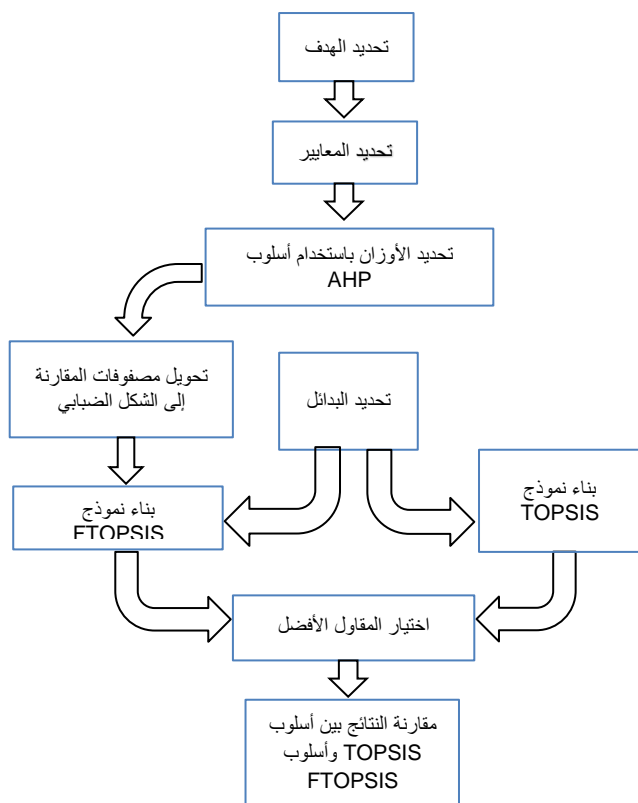 تحديد الهدف
تحديد المعايير
تحديد الأوزان باستخدام أسلوب
AHP
تحويل مصفوفات المقارنة
إلى الشكل الضبابي
تحديد البدائل
بناء نموذج
TOPSIS
بناء نموذج
FTOPSIS
اختيار المقاول الأفضل
مقارنة النتائج بين أسلوب
TOPSIS وأسلوب
FTOPSIS